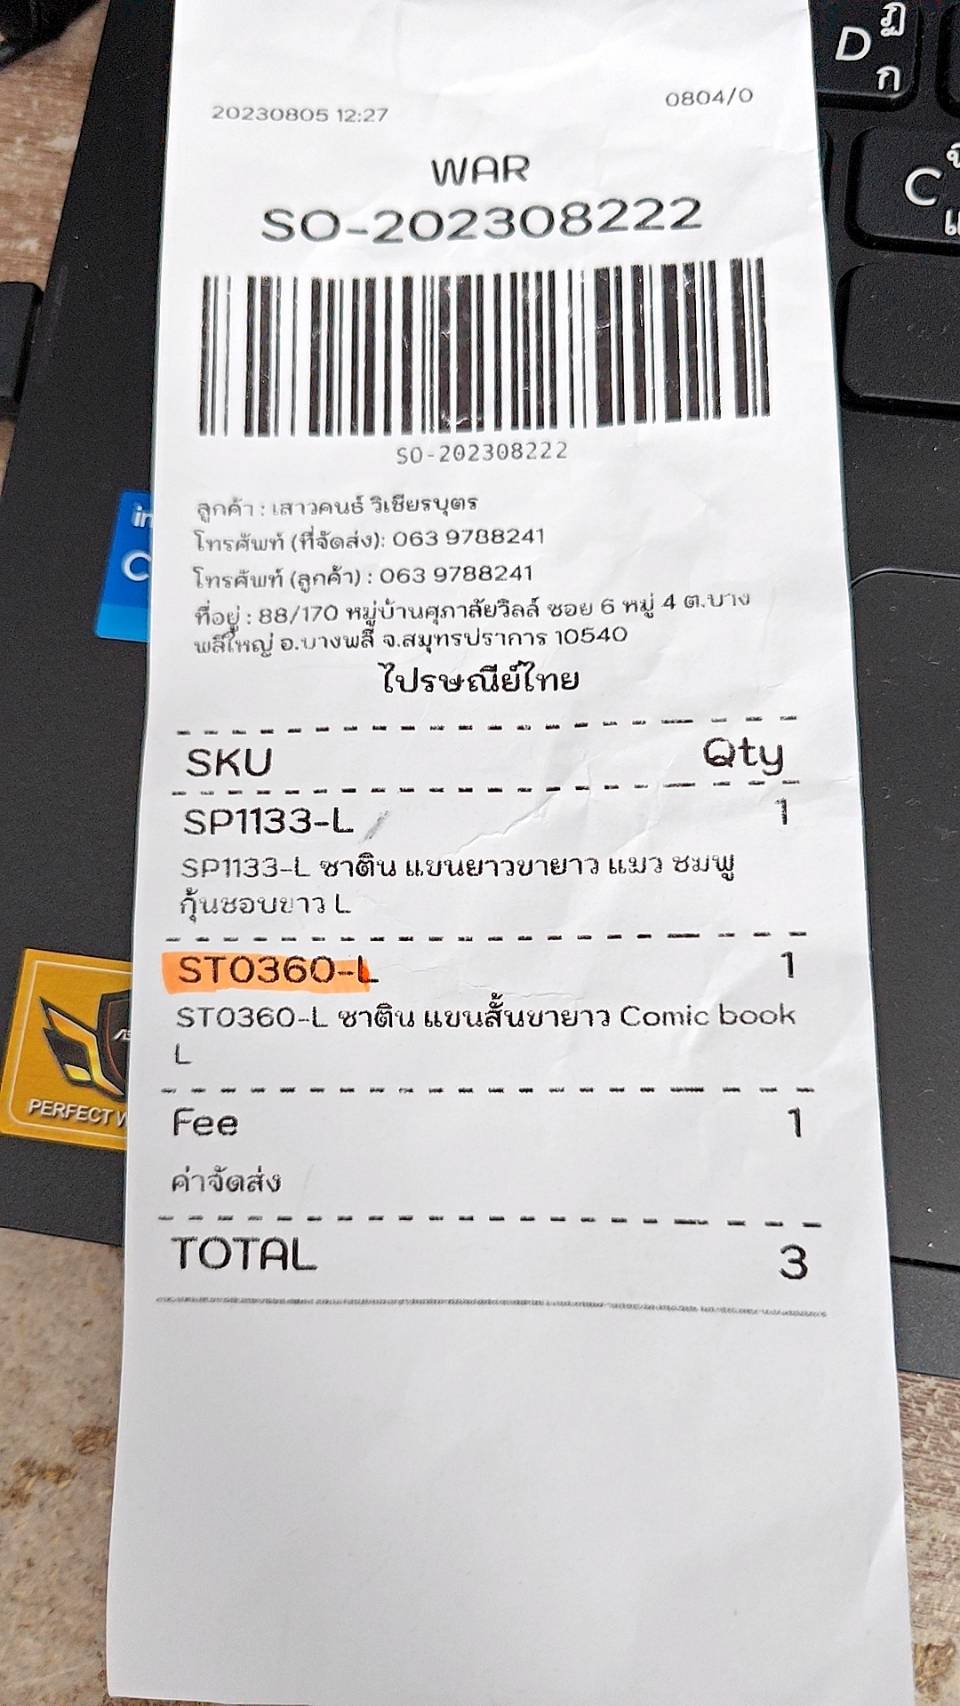 20230805 12:27
0804/0
WAR
SO-202308222
SO-202308222
ลูกค้า : เสาวคนธ์ วิเชียรบุตร
โทรศัพท์ (ที่จัดส่ง): 063 9788241
โทรศัพท์ (ลูกค้า) : 063 9788241
ที่อยู่ : 88/170 หมู่บ้านศุภาลัยวิลล์ ซอย 6 หมู่ 4 ต.บาง
พลีใหญ่ อ.บางพลี จ.สมุทรปราการ 10540
ไปรษณีย์ไทย
SKU Qty
SP1133-L 1
SP1133-L ซาติน แขนยาวขายาว แมว ชมพู
กุ้นขอบขาว L
ST0360-L 1
ST0360-L ซาติน แขนสั้นขายาว Comic book
L
Fee 1
ค่าจัดส่ง
TOTAL 3
D
ฏ
ก
C
แ
PERFECT